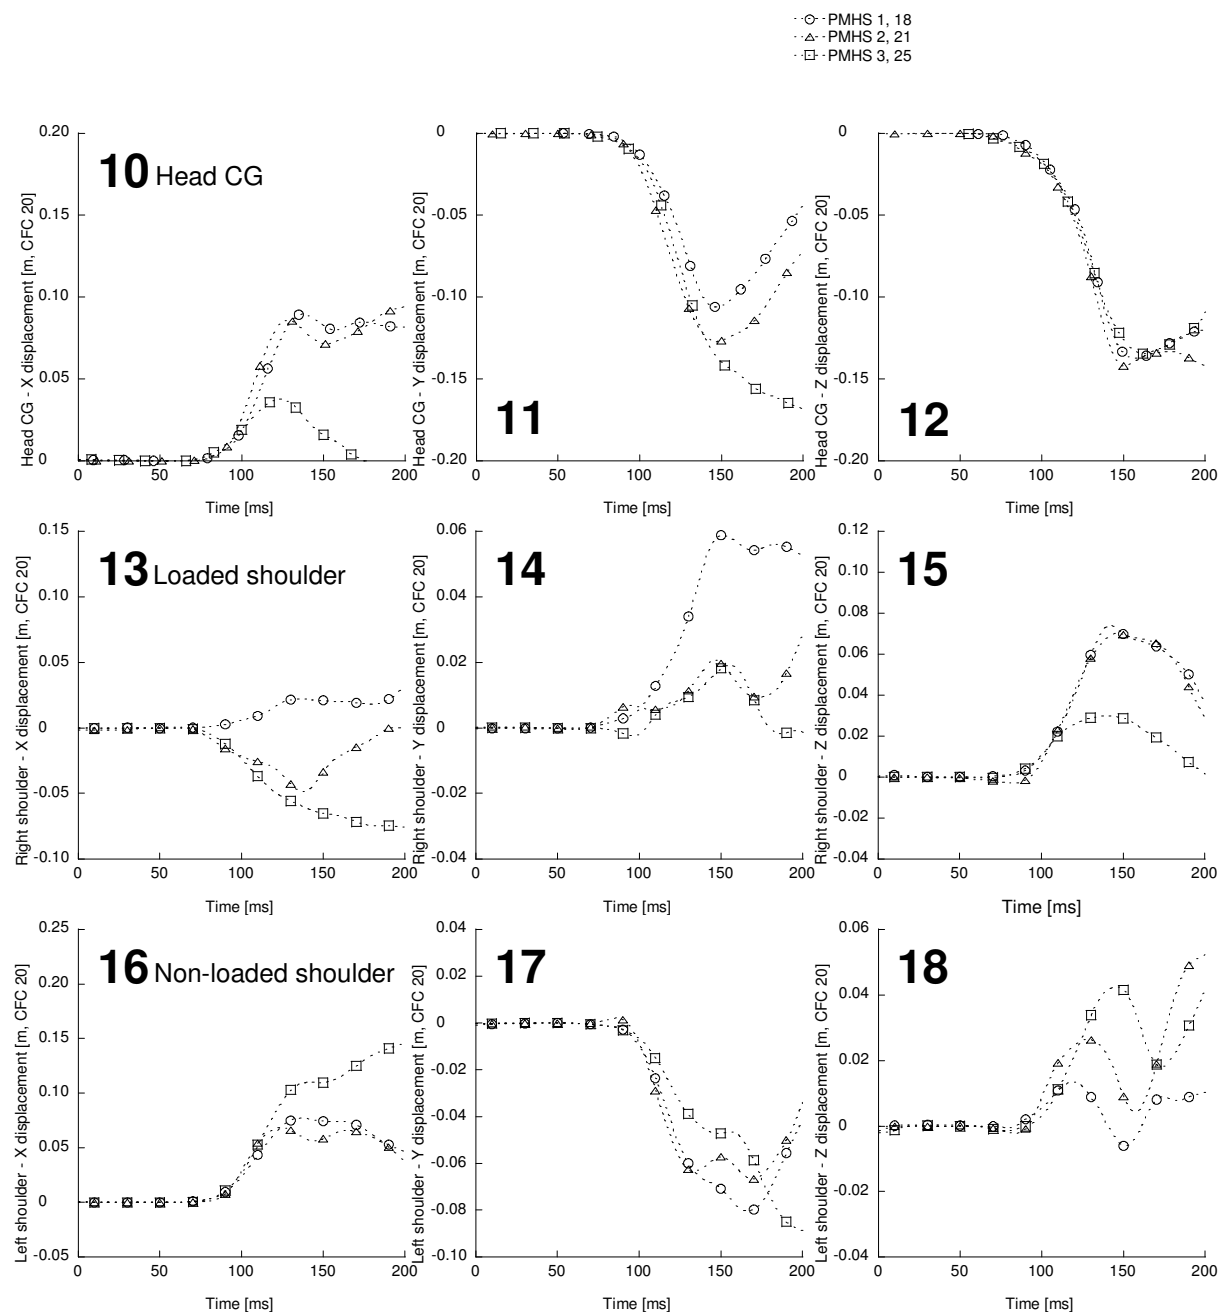 PMHS 1, 18
PMHS 2, 21
PMHS 3, 25
10 Head CG
Head CG - X displacement [m, CFC 20]
0.20
0.15
0.10
0.05
0
0 50 100 150 200
Time [ms]
11
Head CG - Y displacement [m, CFC 20]
0
-0.05
-0.10
-0.15
-0.20
0 50 100 150 200
Time [ms]
12
Head CG - Z displacement [m, CFC 20]
0
-0.05
-0.10
-0.15
-0.20
0 50 100 150 200
Time [ms]
13 Loaded shoulder
Right shoulder - X displacement [m, CFC 20]
0.15
0.10
0.05
0
-0.05
-0.10
0 50 100 150 200
Time [ms]
14
Right shoulder - Y displacement [m, CFC 20]
0.06
0.04
0.02
0
-0.02
-0.04
0 50 100 150 200
Time [ms]
15
Right shoulder - Z displacement [m, CFC 20]
0.12
0.10
0.08
0.06
0.04
0.02
0
-0.02
-0.04
0 50 100 150 200
Time [ms]
16 Non-loaded shoulder
Left shoulder - X displacement [m, CFC 20]
0.25
0.20
0.15
0.10
0.05
0
-0.05
0 50 100 150 200
Time [ms]
17
Left shoulder - Y displacement [m, CFC 20]
0.04
0.02
0
-0.02
-0.04
-0.06
-0.08
-0.10
0 50 100 150 200
Time [ms]
18
Left shoulder - Z displacement [m, CFC 20]
0.06
0.04
0.02
0
-0.02
-0.04
0 50 100 150 200
Time [ms]